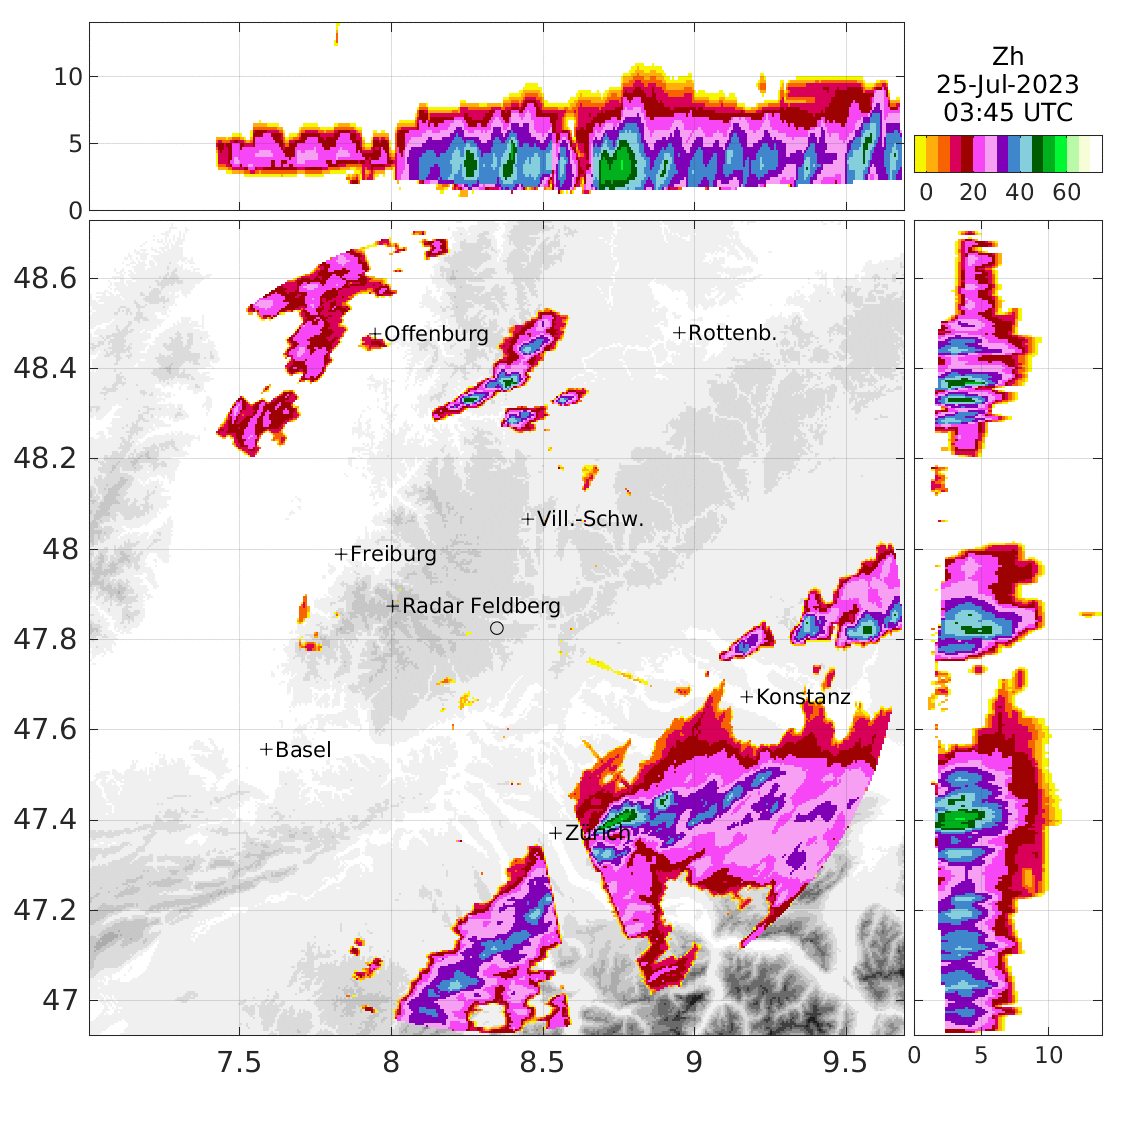 Zh
25-Jul-2023
03:45 UTC
0 20 40 60
10
5
0
48.6
48.4
48.2
48
47.8
47.6
47.4
47.2
47
Offenburg
Rottenb.
Vill.-Schw.
Freiburg
Radar Feldberg
Konstanz
Basel
Zürich
7.5 8 8.5 9 9.5
0 5 10